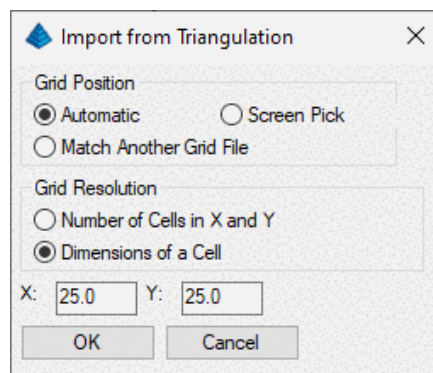 Import from Triangulation
Grid Position
Automatic Screen Pick
Match Another Grid File
Grid Resolution
Number of Cells in X and Y
Dimensions of a Cell
X: 25.0 Y: 25.0
OK Cancel